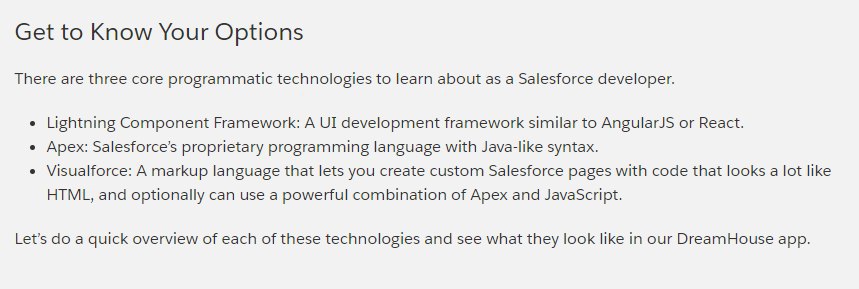 Get to Know Your Options
There are three core programmatic technologies to learn about as a Salesforce developer.
• Lightning Component Framework: A UI development framework similar to AngularJS or React.
• Apex: Salesforce’s proprietary programming language with Java-like syntax.
• Visualforce: A markup language that lets you create custom Salesforce pages with code that looks a lot like
HTML, and optionally can use a powerful combination of Apex and JavaScript.
Let’s do a quick overview of each of these technologies and see what they look like in our DreamHouse app.